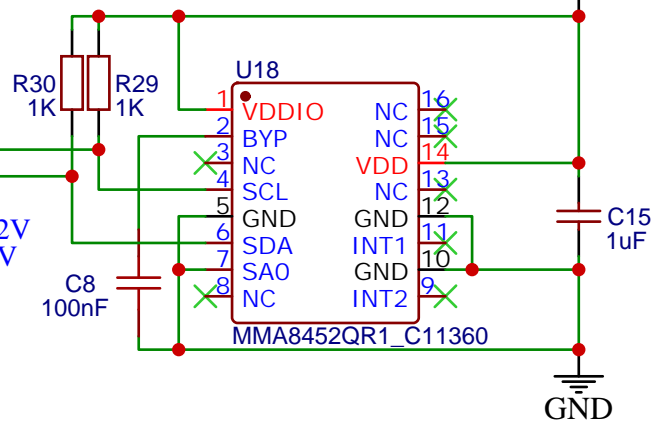 U18
R30
1K
R29
1K
1 VDDIO NC 16
2 BYP NC 15
3 NC VDD 14
4 SCL NC 13
5 GND GND 12
6 SDA INT1 11
7 SA0 GND 10
8 NC INT2 9
2V
V
C8
100nF
C15
1uF
MMA8452QR1_C11360
GND